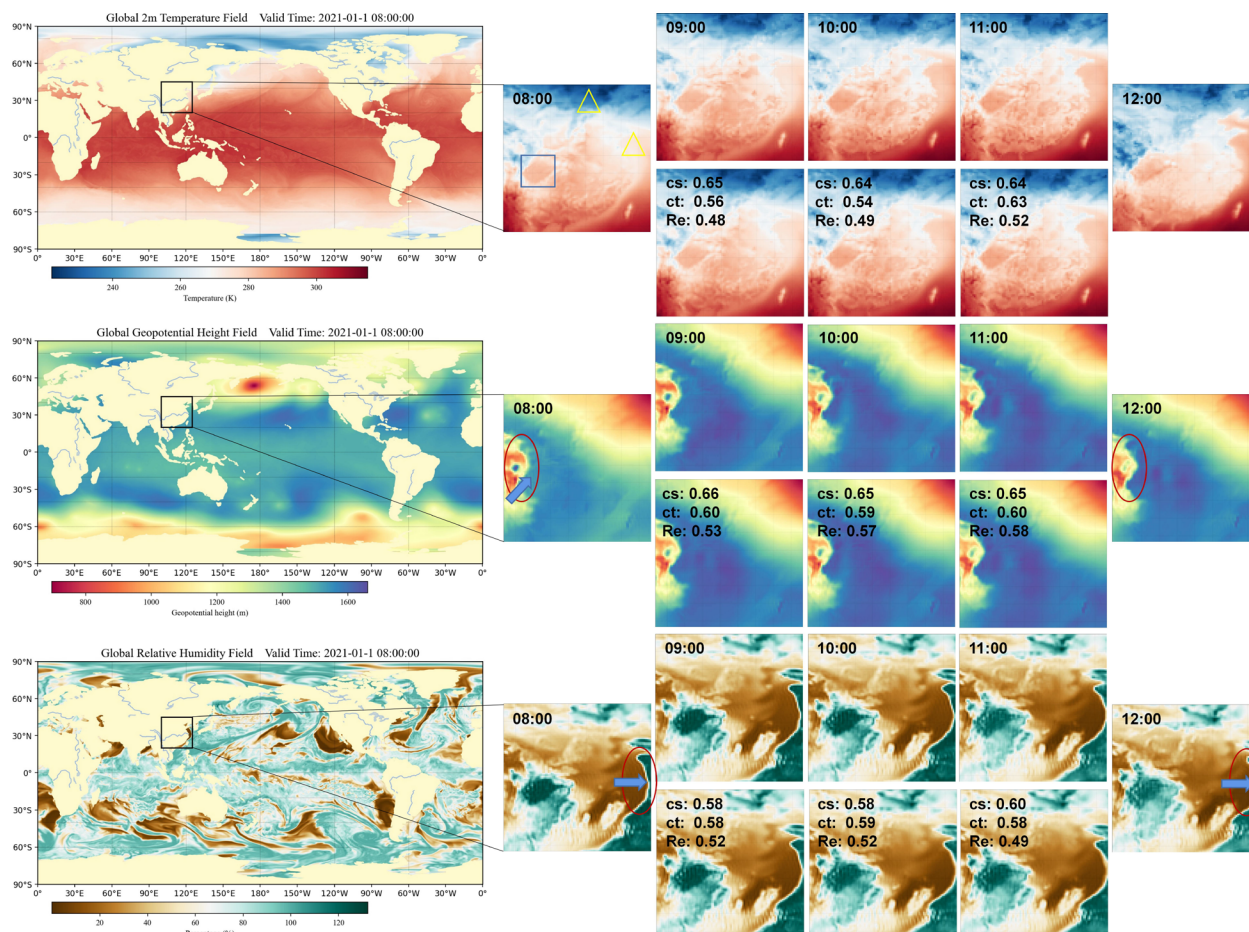 Global 2m Temperature Field Valid Time: 2021-01-1 08:00:00
90°N
60°N
30°N
0°
30°S
60°S
90°S
0° 30°E 60°E 90°E 120°E 150°E 180° 150°W 120°W 90°W 60°W 30°W 0°
240 260 280 300
Temperature (K)
08:00
09:00 10:00 11:00
12:00
cs: 0.65
ct: 0.56
Re: 0.48
cs: 0.64
ct: 0.54
Re: 0.49
cs: 0.64
ct: 0.63
Re: 0.52
Global Geopotential Height Field Valid Time: 2021-01-1 08:00:00
90°N
60°N
30°N
0°
30°S
60°S
90°S
0° 30°E 60°E 90°E 120°E 150°E 180° 150°W 120°W 90°W 60°W 30°W 0°
800 1000 1200 1400 1600
Geopotential height (m)
08:00
09:00 10:00 11:00
12:00
cs: 0.66
ct: 0.60
Re: 0.53
cs: 0.65
ct: 0.59
Re: 0.57
cs: 0.65
ct: 0.60
Re: 0.58
Global Relative Humidity Field Valid Time: 2021-01-1 08:00:00
90°N
60°N
30°N
0°
30°S
60°S
90°S
0° 30°E 60°E 90°E 120°E 150°E 180° 150°W 120°W 90°W 60°W 30°W 0°
20 40 60 80 100 120
08:00
09:00 10:00 11:00
12:00
cs: 0.58
ct: 0.58
Re: 0.52
cs: 0.58
ct: 0.59
Re: 0.52
cs: 0.60
ct: 0.58
Re: 0.49